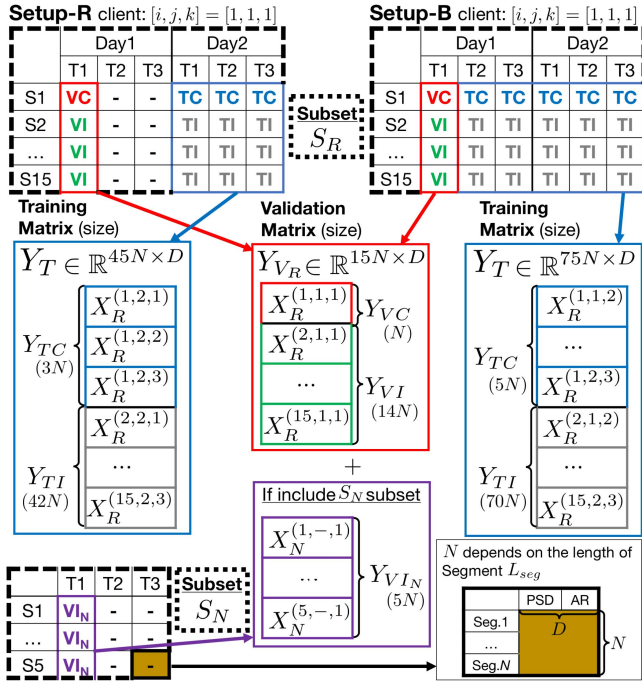 Setup-R client: [i, j, k] = [1, 1, 1]
Day1 Day2
T1 T2 T3 T1 T2 T3
S1 VC - - TC TC TC
S2 VI - - TI TI TI
... VI - - TI TI TI
S15 VI - - TI TI TI
Subset
S_R
Setup-B client: [i, j, k] = [1, 1, 1]
Day1 Day2
T1 T2 T3 T1 T2 T3
S1 VC TC TC TC TC TC
S2 VI TI TI TI TI TI
... VI TI TI TI TI TI
S15 VI TI TI TI TI TI
Training
Matrix (size)
Y_T ∈ ℝ^{45N×D}
X_R^{(1,2,1)}
X_R^{(1,2,2)}
X_R^{(1,2,3)}
Y_{TC}
(3N)
X_R^{(2,2,1)}
...
X_R^{(15,2,3)}
Y_{TI}
(42N)
Validation
Matrix (size)
Y_{V_R} ∈ ℝ^{15N×D}
X_R^{(1,1,1)}
Y_{VC}
(N)
X_R^{(2,1,1)}
...
X_R^{(15,1,1)}
Y_{VI}
(14N)
+
If include S_N subset
X_N^{(1,-,1)}
...
X_N^{(5,-,1)}
Y_{VI_N}
(5N)
Training
Matrix (size)
Y_T ∈ ℝ^{75N×D}
X_R^{(1,1,2)}
...
X_R^{(1,2,3)}
Y_{TC}
(5N)
X_R^{(2,1,2)}
...
X_R^{(15,2,3)}
Y_{TI}
(70N)
T1 T2 T3
S1 VI_N - -
... VI_N - -
S5 VI_N - -
Subset
S_N
N depends on the length of
Segment L_{seg}
PSD AR
Seg.1
...
Seg.N
D
N